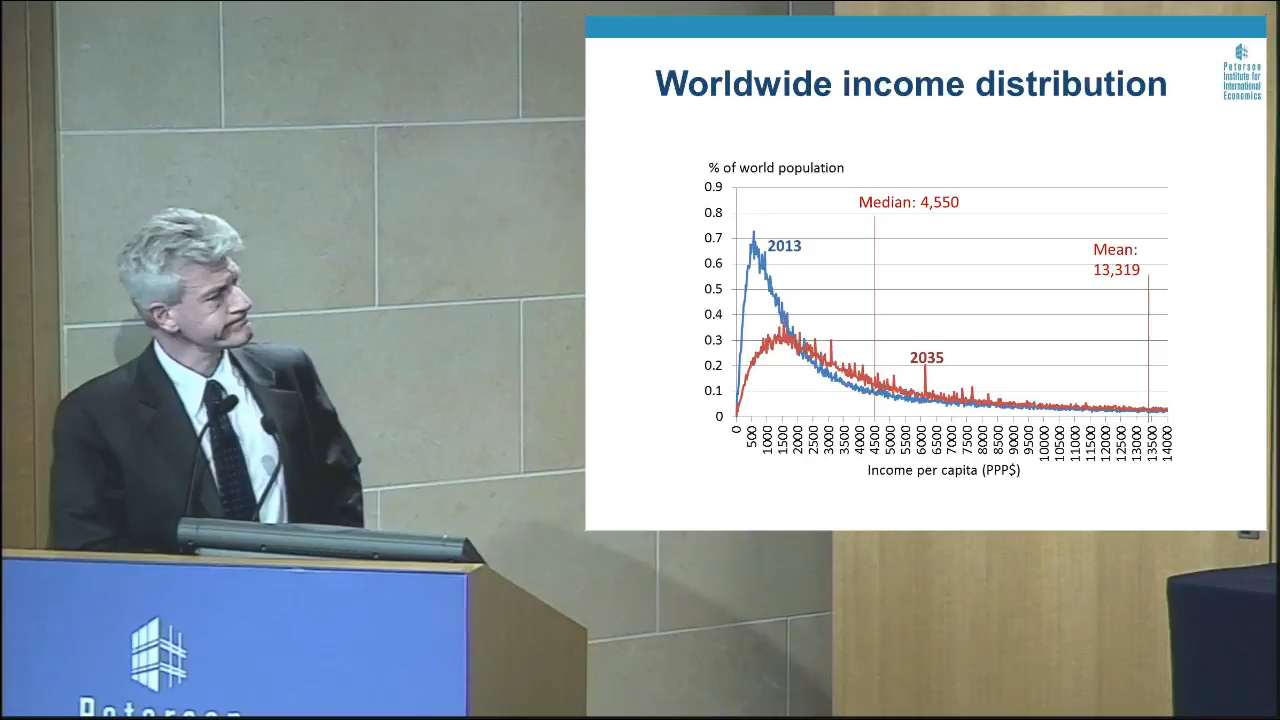 Worldwide income distribution
Peterson
Institute for
International
Economics
% of world population
0.9
0.8
0.7
0.6
0.5
0.4
0.3
0.2
0.1
0
Median: 4,550
2013
Mean:
13,319
2035
0 500 1000 1500 2000 2500 3000 3500 4000 4500 5000 5500 6000 6500 7000 7500 8000 8500 9000 9500 10000 10500 11000 11500 12000 12500 13000 13500 14000
Income per capita (PPP$)
Peterson